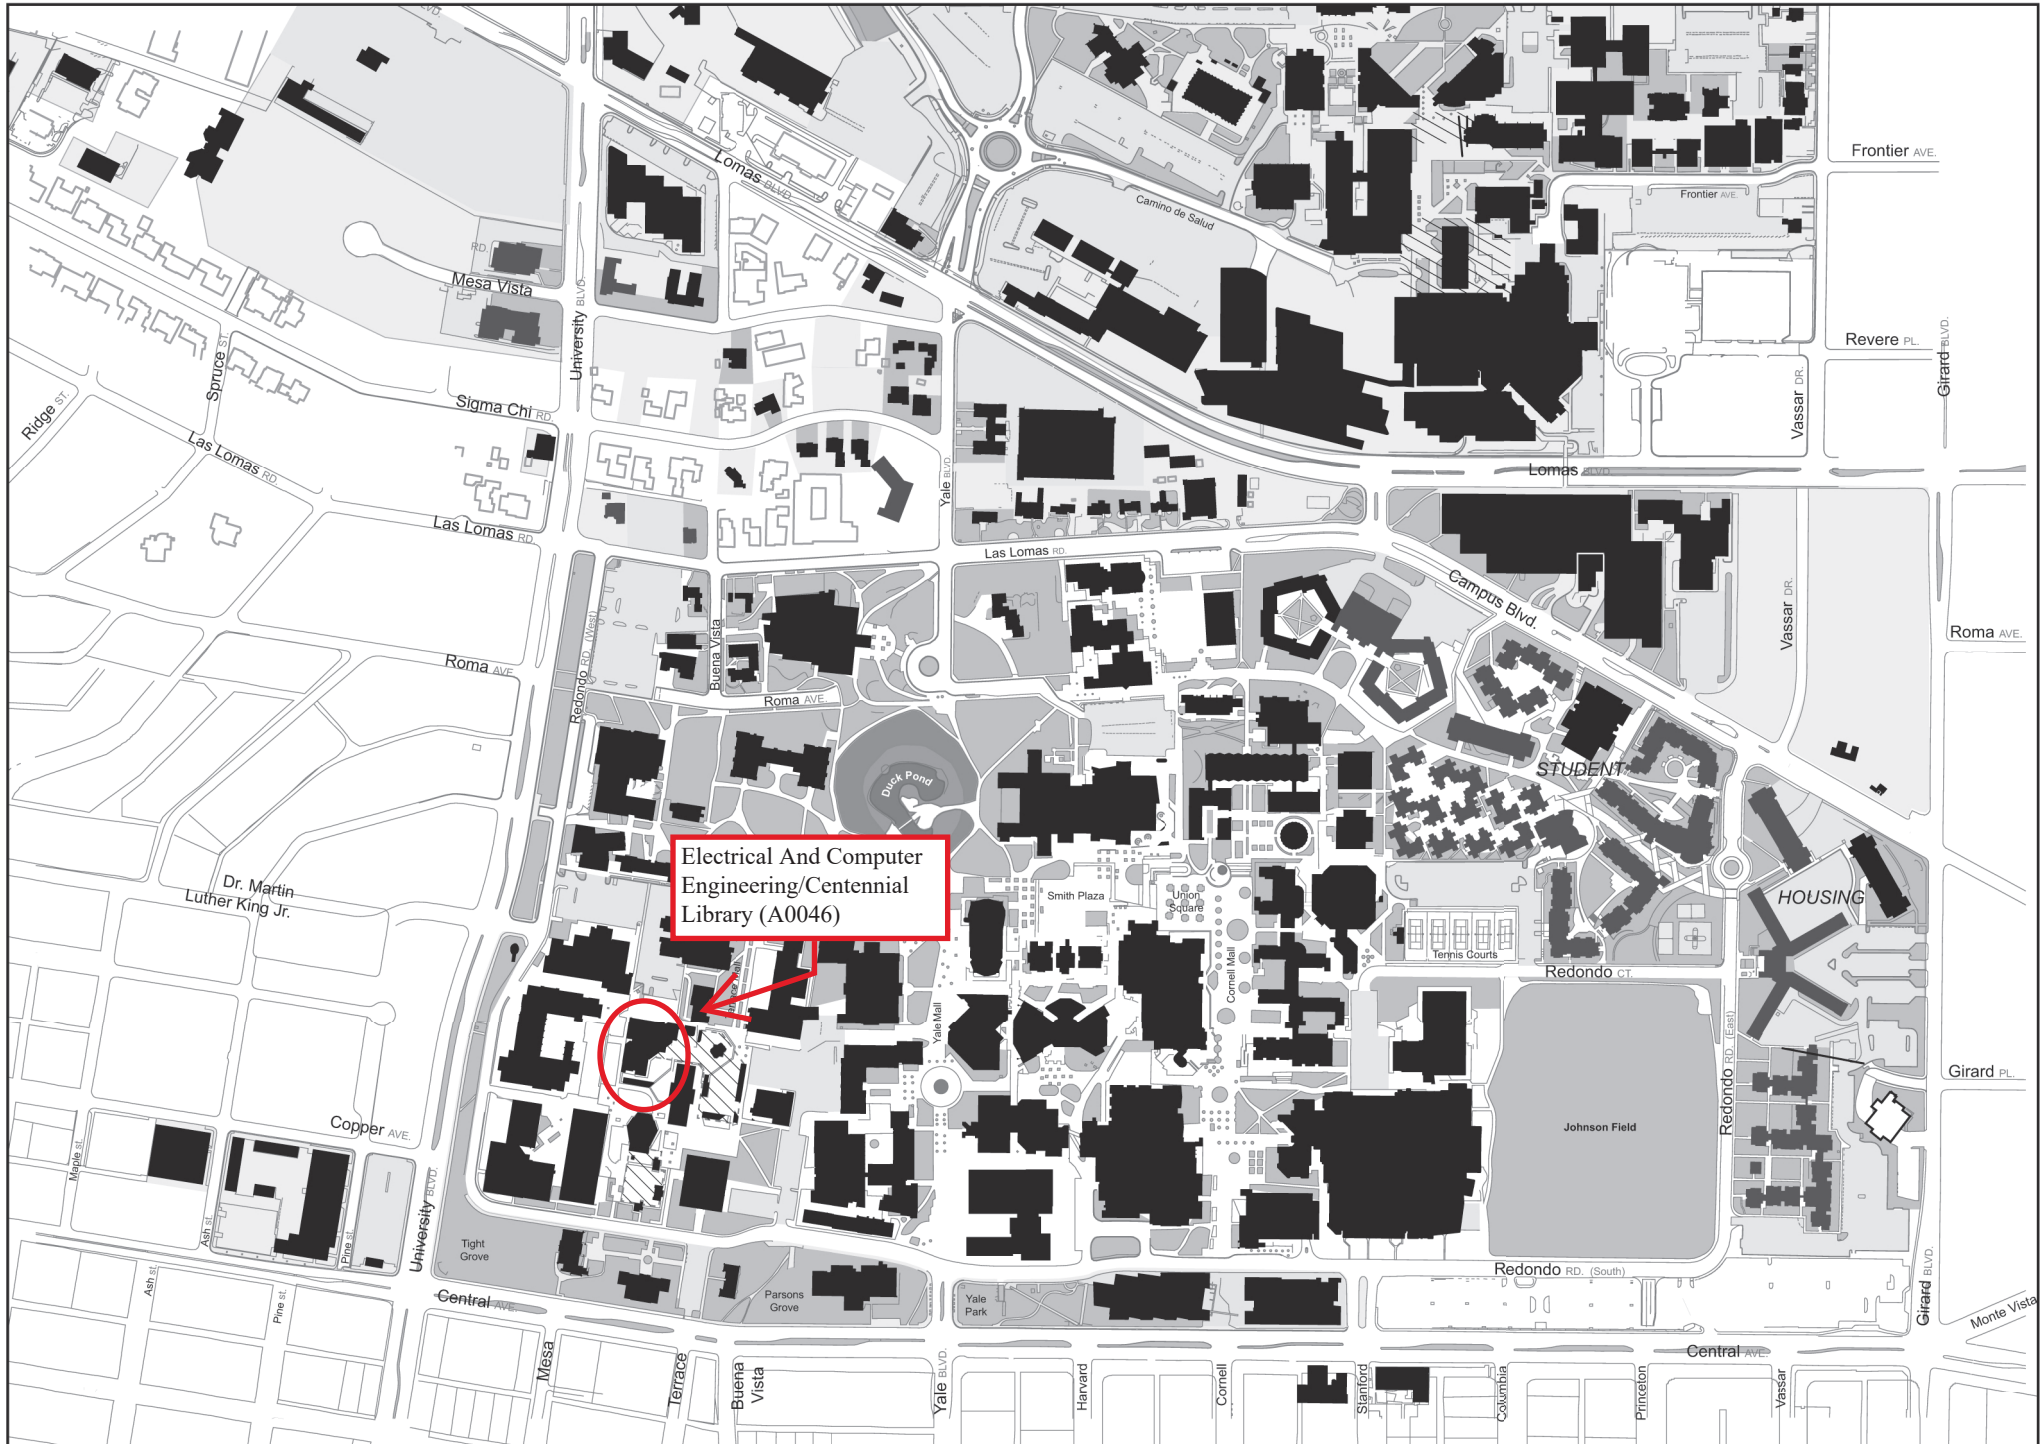 BLVD.
Frontier AVE.
Lomas BLVD.
Frontier AVE.
Camino de Salud
RD.
Mesa Vista
University BLVD.
Revere PL.
Girard BLVD.
Spruce ST.
Ridge ST.
Sigma Chi RD.
Vassar DR.
Las Lomas RD.
Lomas BLVD.
Yale BLVD.
Las Lomas RD.
Las Lomas RD.
Campus Blvd.
Vassar DR.
Roma AVE.
Roma AVE.
Redondo RD. (West)
Buena Vista
Roma AVE.
Duck Pond
STUDENT
Electrical And Computer
Engineering/Centennial
Library (A0046)
Dr. Martin
Luther King Jr.
Smith Plaza
Union
Square
HOUSING
Tennis Courts
Redondo CT.
Cornell Mall
Yale Mall
Redondo RD. (East)
Girard PL.
Copper AVE.
Johnson Field
Maple st.
Ash st.
Pine st.
University BLVD.
Tight
Grove
Redondo RD. (South)
Girard BLVD.
Ash st.
Pine st.
Central AVE.
Parsons
Grove
Yale
Park
Monte Vista
Central AVE.
Mesa
Terrace
Buena
Vista
Yale BLVD.
Harvard
Cornell
Stanford
Columbia
Princeton
Vassar